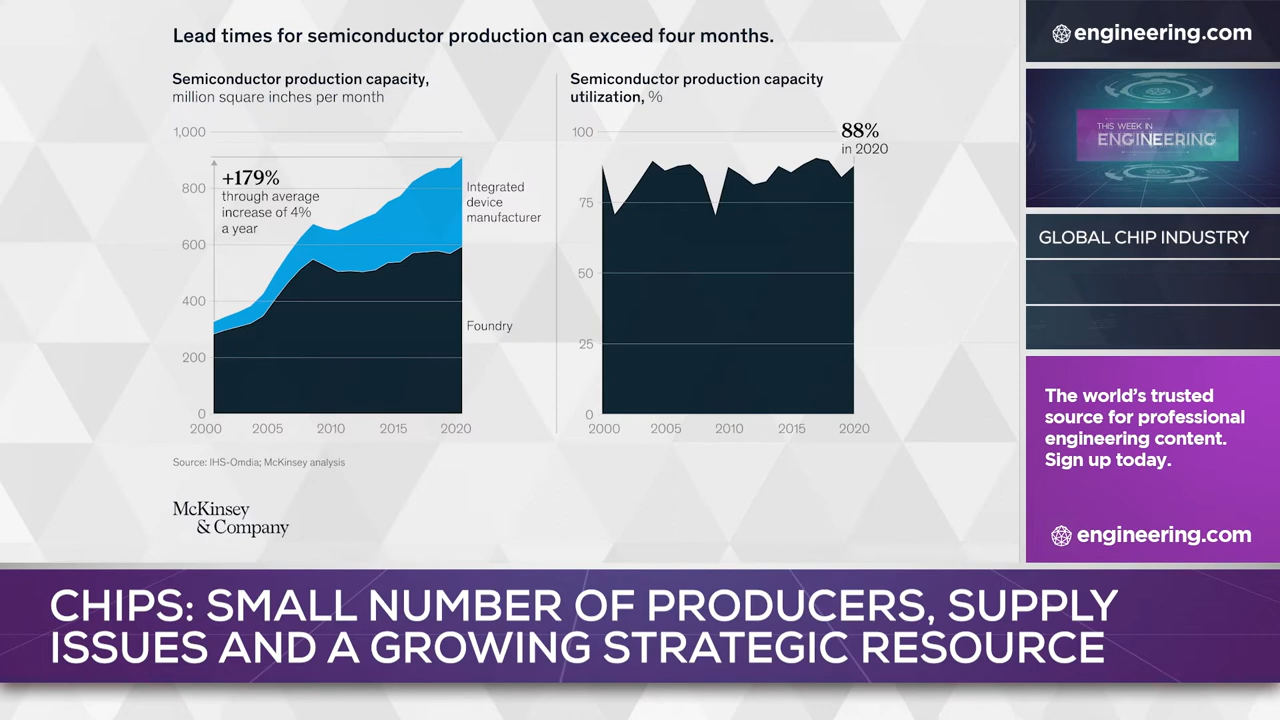 Lead times for semiconductor production can exceed four months.
Semiconductor production capacity,
million square inches per month
1,000
800
600
400
200
0
+179%
through average
increase of 4%
a year
Integrated
device
manufacturer
Foundry
2000 2005 2010 2015 2020
Semiconductor production capacity
utilization, %
100
75
50
25
0
88%
in 2020
2000 2005 2010 2015 2020
Source: IHS-Omdia; McKinsey analysis
McKinsey
& Company
engineering.com
THIS WEEK IN
ENGINEERING
GLOBAL CHIP INDUSTRY
The world's trusted
source for professional
engineering content.
Sign up today.
engineering.com
CHIPS: SMALL NUMBER OF PRODUCERS, SUPPLY
ISSUES AND A GROWING STRATEGIC RESOURCE